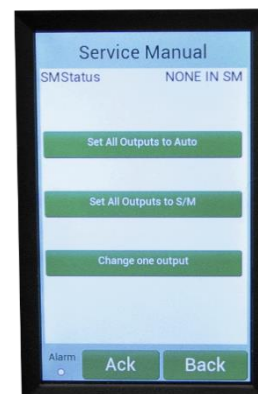 Service Manual
SMStatus NONE IN SM
Set All Outputs to Auto
Set All Outputs to S/M
Change one output
Alarm Ack Back